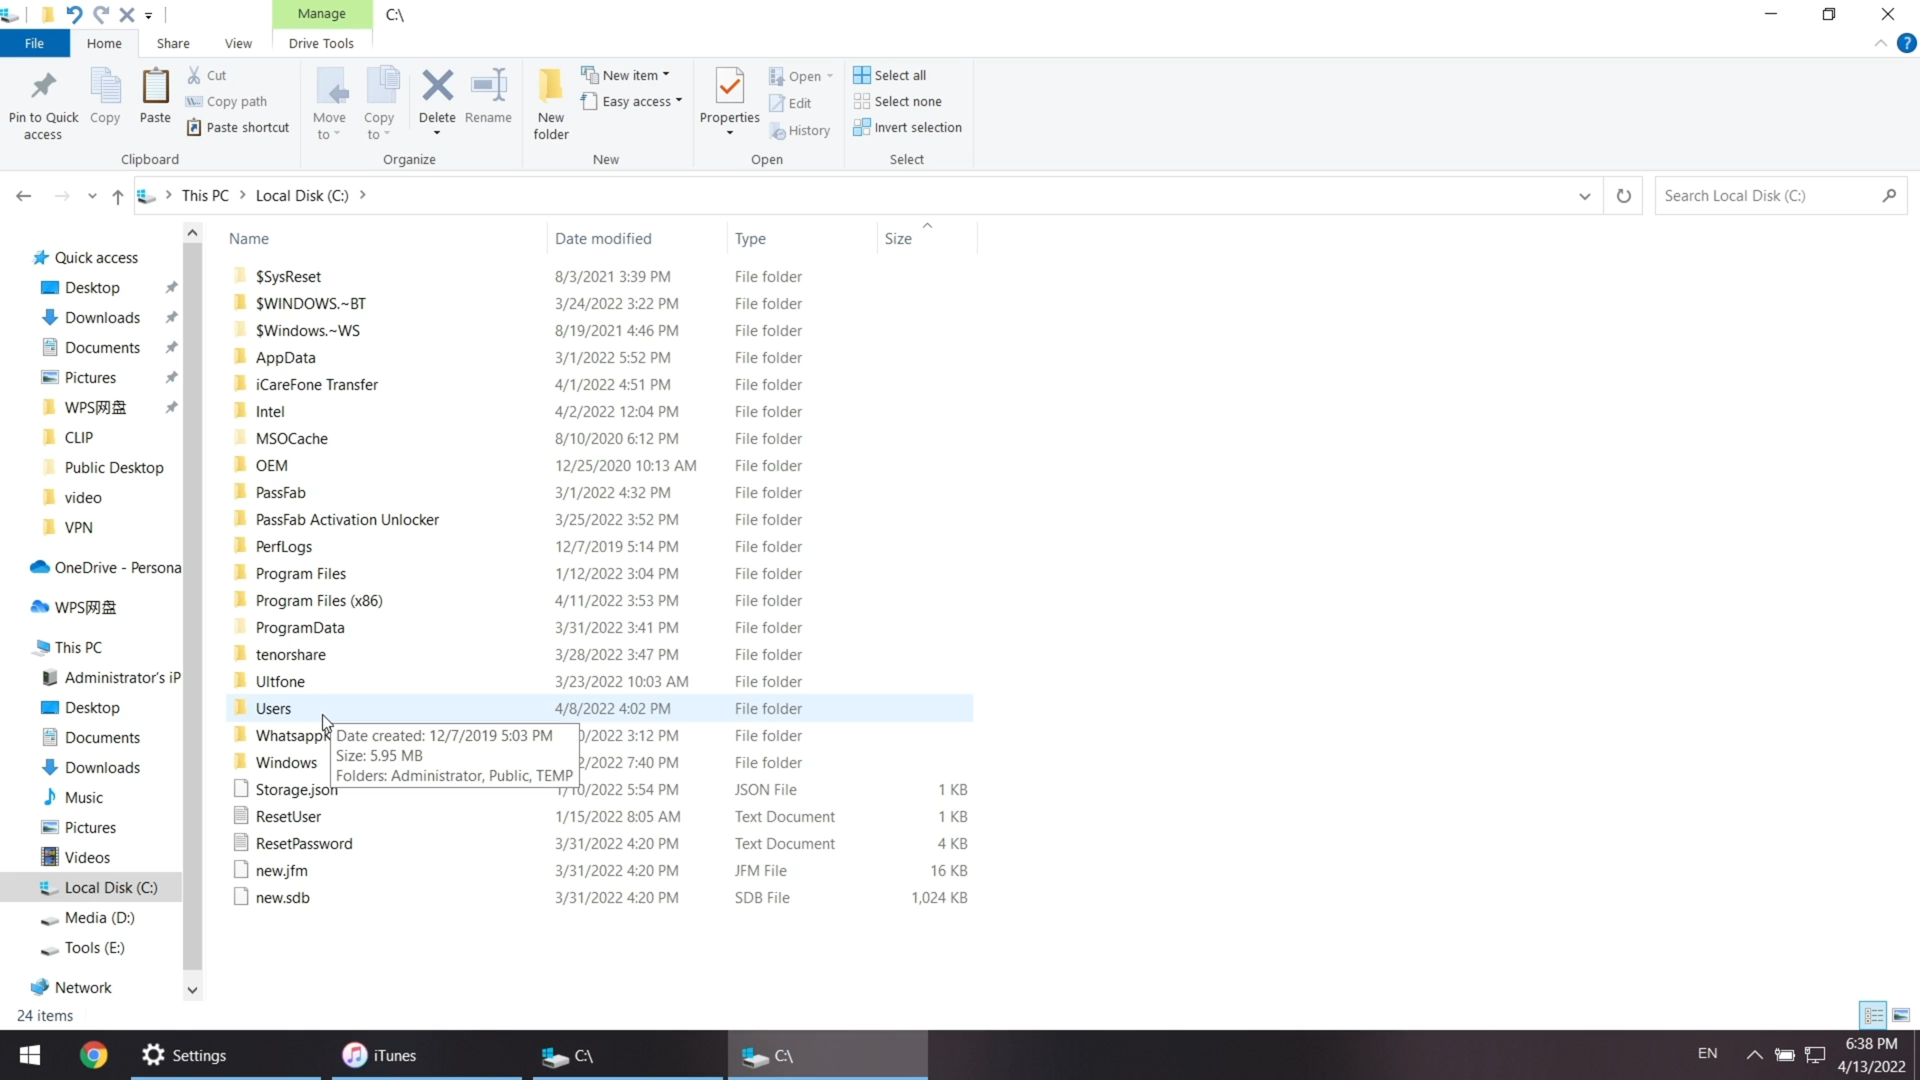 Manage
C:\
File
Home
Share
View
Drive Tools
Pin to Quick access
Copy
Paste
Cut
Copy path
Paste shortcut
Clipboard
Move to
Copy to
Delete
Rename
Organize
New folder
New item
Easy access
New
Properties
Open
Edit
History
Open
Select all
Select none
Invert selection
Select
This PC
Local Disk (C:)
Search Local Disk (C:)
Quick access
Desktop
Downloads
Documents
Pictures
WPS网盘
CLIP
Public Desktop
video
VPN
OneDrive - Persona
WPS网盘
This PC
Administrator's iP
Desktop
Documents
Downloads
Music
Pictures
Videos
Local Disk (C:)
Media (D:)
Tools (E:)
Network
Name Date modified Type Size
$SysReset 8/3/2021 3:39 PM File folder
$WINDOWS.~BT 3/24/2022 3:22 PM File folder
$Windows.~WS 8/19/2021 4:46 PM File folder
AppData 3/1/2022 5:52 PM File folder
iCareFone Transfer 4/1/2022 4:51 PM File folder
Intel 4/2/2022 12:04 PM File folder
MSOCache 8/10/2020 6:12 PM File folder
OEM 12/25/2020 10:13 AM File folder
PassFab 3/1/2022 4:32 PM File folder
PassFab Activation Unlocker 3/25/2022 3:52 PM File folder
PerfLogs 12/7/2019 5:14 PM File folder
Program Files 1/12/2022 3:04 PM File folder
Program Files (x86) 4/11/2022 3:53 PM File folder
ProgramData 3/31/2022 3:41 PM File folder
tenorshare 3/28/2022 3:47 PM File folder
Ultfone 3/23/2022 10:03 AM File folder
Users 4/8/2022 4:02 PM File folder
Whatsapp 3:12 PM File folder
Windows 7:40 PM File folder
Storage.json 1/10/2022 5:54 PM JSON File 1 KB
ResetUser 1/15/2022 8:05 AM Text Document 1 KB
ResetPassword 3/31/2022 4:20 PM Text Document 4 KB
new.jfm 3/31/2022 4:20 PM JFM File 16 KB
new.sdb 3/31/2022 4:20 PM SDB File 1,024 KB
Date created: 12/7/2019 5:03 PM
Size: 5.95 MB
Folders: Administrator, Public, TEMP
24 items
Settings
iTunes
C:\
C:\
EN
6:38 PM
4/13/2022